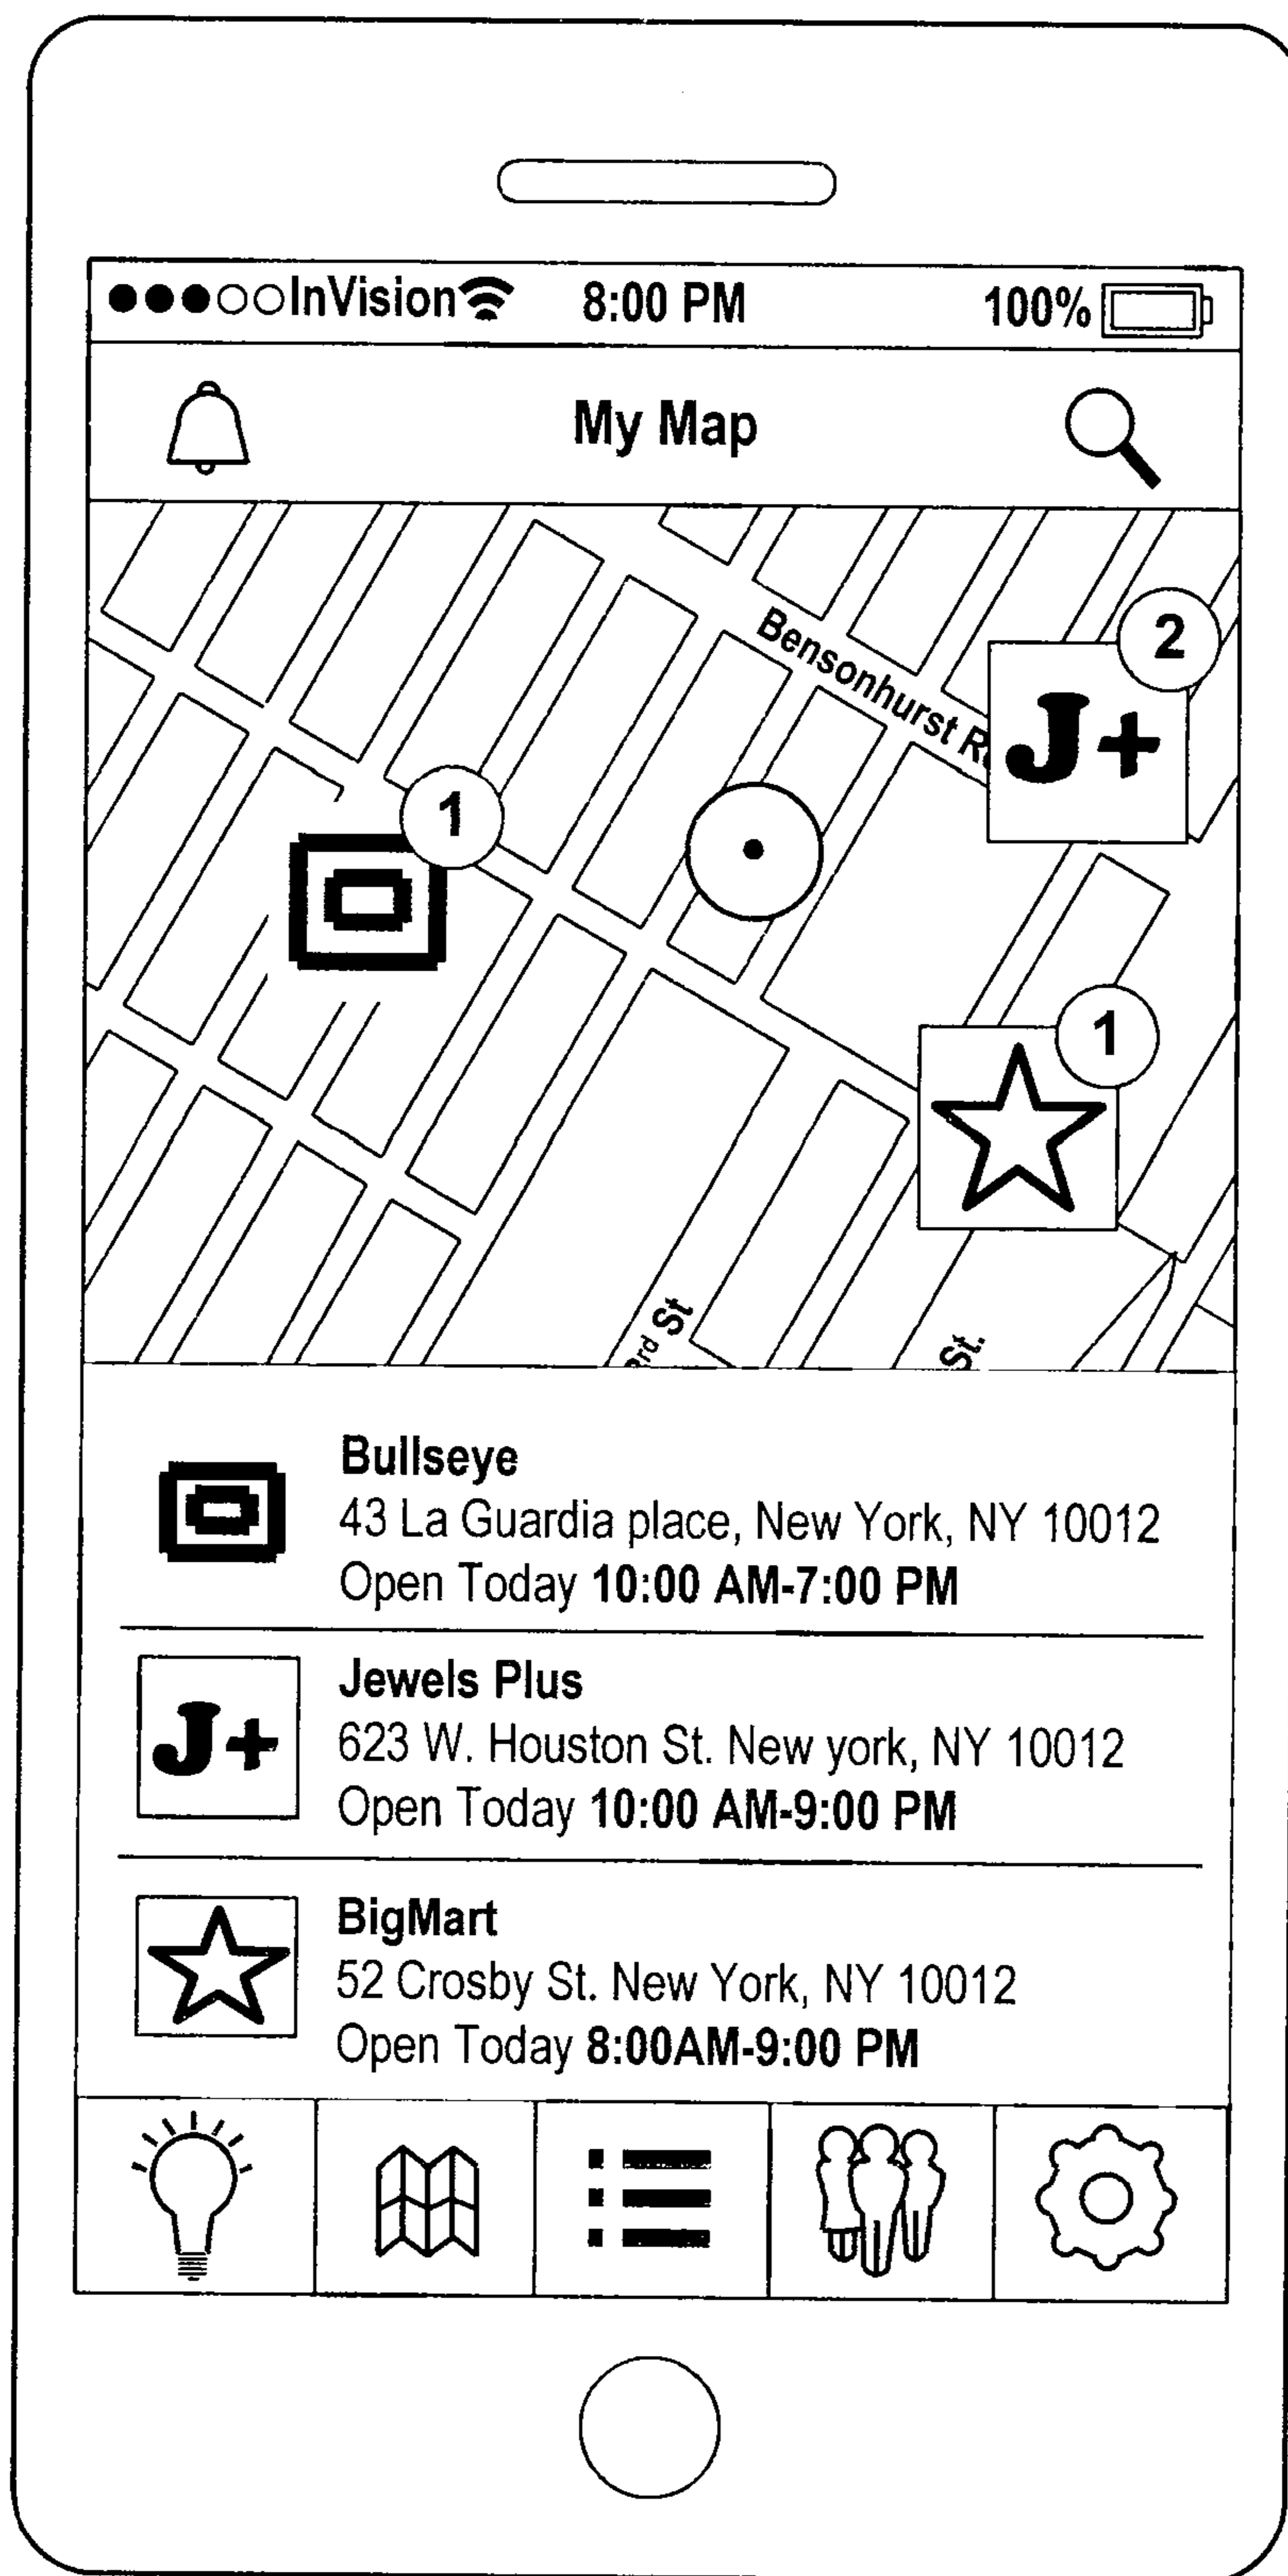 InVision 8:00 PM 100%
My Map
Bensonhurst
2
J+
1
1
3rd St
St.
Bullseye
43 La Guardia place, New York, NY 10012
Open Today 10:00 AM-7:00 PM
J+
Jewels Plus
623 W. Houston St. New york, NY 10012
Open Today 10:00 AM-9:00 PM
BigMart
52 Crosby St. New York, NY 10012
Open Today 8:00AM-9:00 PM